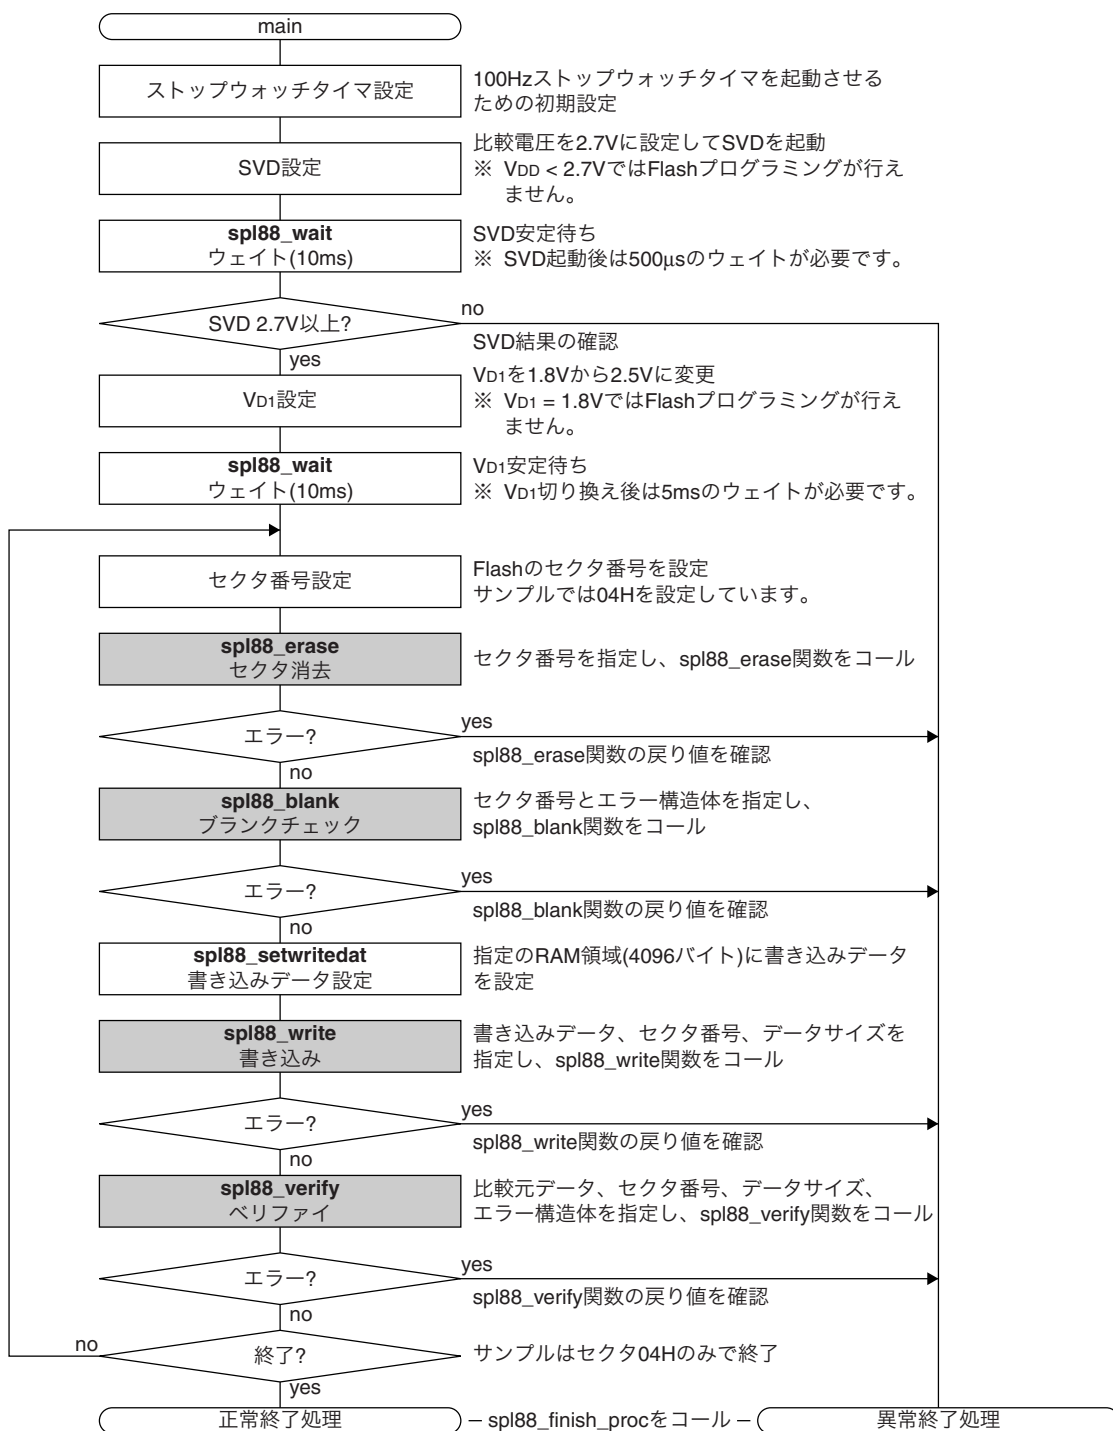 main
ストップウォッチタイマ設定
100Hzストップウォッチタイマを起動させる
ための初期設定
SVD設定
比較電圧を2.7Vに設定してSVDを起動
※ VDD < 2.7VではFlashプログラミングが行え
ません。
spl88_wait
ウェイト(10ms)
SVD安定待ち
※ SVD起動後は500μsのウェイトが必要です。
SVD 2.7V以上?
no
SVD結果の確認
yes
VD1設定
VD1を1.8Vから2.5Vに変更
※ VD1 = 1.8VではFlashプログラミングが行え
ません。
spl88_wait
ウェイト(10ms)
VD1安定待ち
※ VD1切り換え後は5msのウェイトが必要です。
セクタ番号設定
Flashのセクタ番号を設定
サンプルでは04Hを設定しています。
spl88_erase
セクタ消去
セクタ番号を指定し、spl88_erase関数をコール
エラー?
yes
spl88_erase関数の戻り値を確認
no
spl88_blank
ブランクチェック
セクタ番号とエラー構造体を指定し、
spl88_blank関数をコール
エラー?
yes
spl88_blank関数の戻り値を確認
no
spl88_setwritedat
書き込みデータ設定
指定のRAM領域(4096バイト)に書き込みデータ
を設定
spl88_write
書き込み
書き込みデータ、セクタ番号、データサイズを
指定し、spl88_write関数をコール
エラー?
yes
spl88_write関数の戻り値を確認
no
spl88_verify
ベリファイ
比較元データ、セクタ番号、データサイズ、
エラー構造体を指定し、spl88_verify関数をコール
エラー?
yes
spl88_verify関数の戻り値を確認
no
no
終了?
サンプルはセクタ04Hのみで終了
yes
正常終了処理
spl88_finish_procをコール
異常終了処理